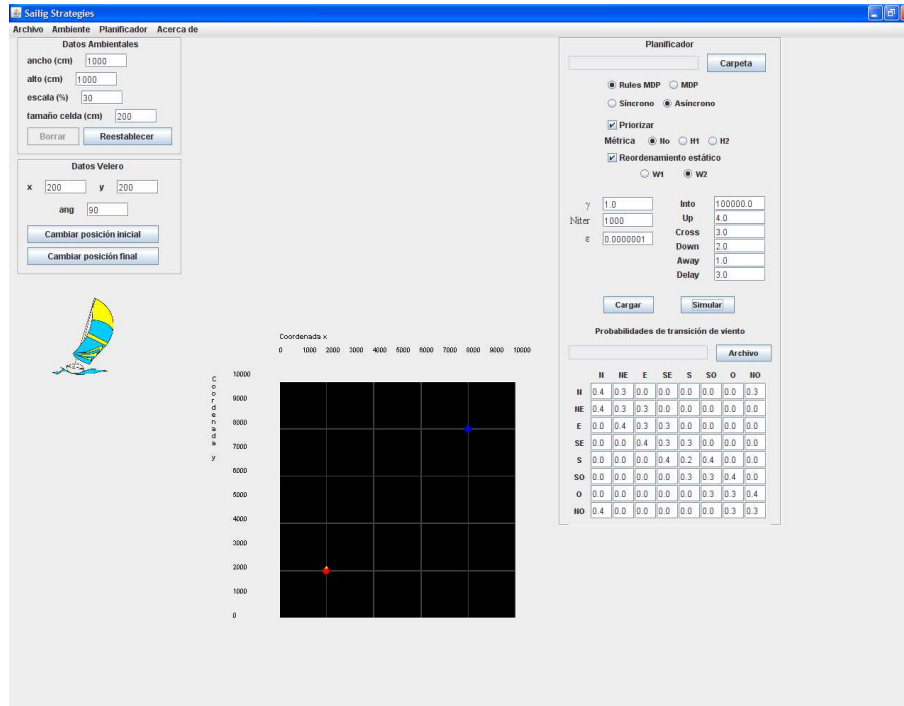 Sailig Strategies
Archivo Ambiente Planificador Acerca de
Datos Ambientales
ancho (cm) 1000
alto (cm) 1000
escala (%) 30
tamaño celda (cm) 200
Borrar Reestablecer
Datos Velero
x 200 y 200
ang 90
Cambiar posición inicial
Cambiar posición final
Coordenada x
0 1000 2000 3000 4000 5000 6000 7000 8000 9000 10000
Coordenada y
10000
9000
8000
7000
6000
5000
4000
3000
2000
1000
0
Planificador
Carpeta
Rules MDP MDP
Síncrono Asíncrono
Priorizar
Métrica No H1 H2
Reordenamiento estático
W1 W2
γ 1.0 Into 100000.0
Niter 1000 Up 4.0
Cross 3.0
ε 0.0000001 Down 2.0
Away 1.0
Delay 3.0
Cargar Simular
Probabilidades de transición de viento
Archivo
N NE E SE S SO O NO
N 0.4 0.3 0.0 0.0 0.0 0.0 0.0 0.3
NE 0.4 0.3 0.3 0.0 0.0 0.0 0.0 0.0
E 0.0 0.4 0.3 0.3 0.0 0.0 0.0 0.0
SE 0.0 0.0 0.4 0.3 0.3 0.0 0.0 0.0
S 0.0 0.0 0.0 0.4 0.2 0.4 0.0 0.0
SO 0.0 0.0 0.0 0.0 0.3 0.3 0.4 0.0
O 0.0 0.0 0.0 0.0 0.0 0.3 0.3 0.4
NO 0.4 0.0 0.0 0.0 0.0 0.0 0.3 0.3